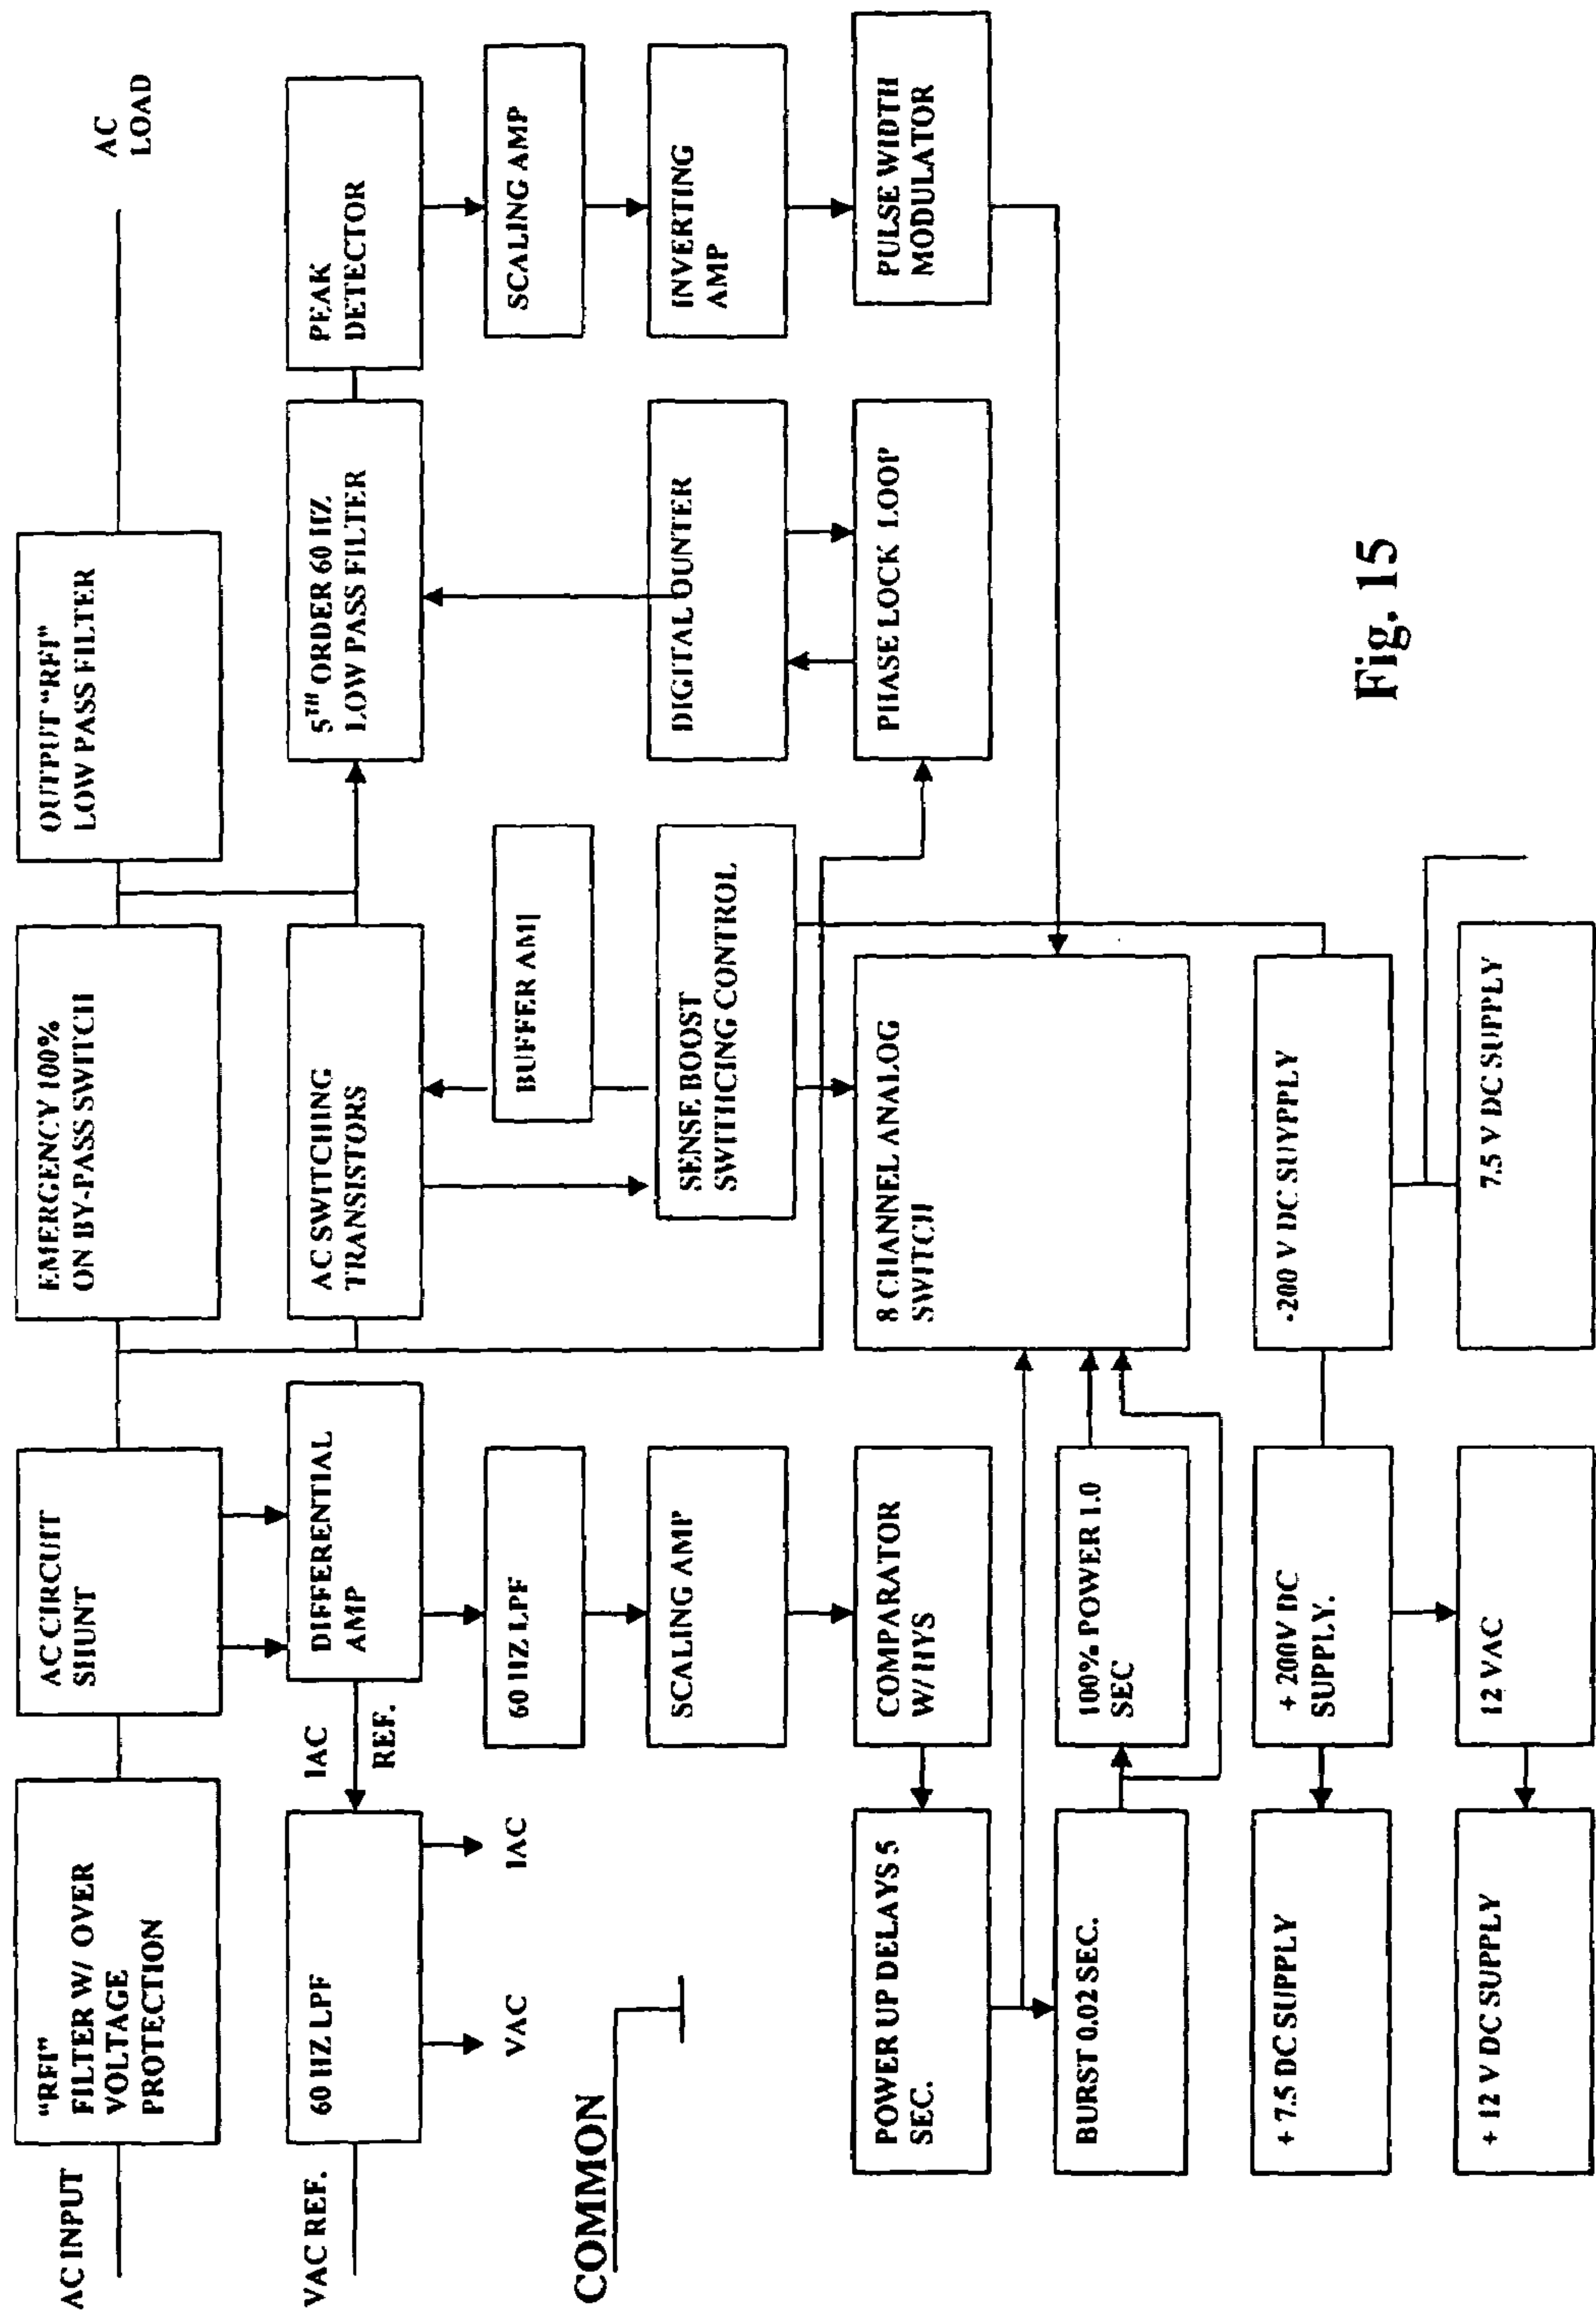 AC INPUT
"RFI"
FILTER W/ OVER
VOLTAGE
PROTECTION
AC CIRCUIT
SHUNT
EMERGENCY 100%
ON BY-PASS SWITCH
OUTPUT "RFI"
LOW PASS FILTER
AC
LOAD
VAC REF.
60 HZ LPF
IAC
REF.
DIFFERENTIAL
AMP
AC SWITCHING
TRANSISTORS
5TH ORDER 60 HZ
LOW PASS FILTER
PEAK
DETECTOR
VAC
IAC
60 HZ LPF
BUFFER AMP
SCALING AMP
COMMON
SCALING AMP
SENSE BOOST
SWITHCING CONTROL
DIGITAL OUNTER
INVERTING
AMP
POWER UP DELAYS 5
SEC.
COMPARATOR
W/ HYS
8 CHANNEL ANALOG
SWITCH
PHASE LOCK LOOP
PULSE WIDTH
MODULATOR
BURST 0.02 SEC.
100% POWER 1.0
SEC
+ 7.5 DC SUPPLY
+ 200V DC
SUPPLY.
-200 V DC SUYPPLY
+ 12 V DC SUPPLY
12 VAC
7.5 V DC SUPPLY
Fig. 15